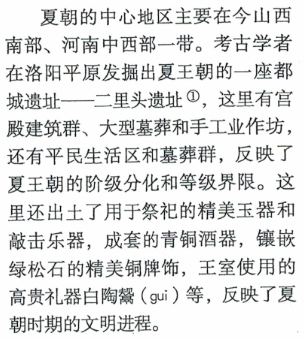 夏朝的中心地区主要在今山西
南部、河南中西部一带。考古学者
在洛阳平原发掘出夏王朝的一座都
城遗址——二里头遗址①，这里有宫
殿建筑群、大型墓葬和手工业作坊，
还有平民生活区和墓葬群，反映了
夏王朝的阶级分化和等级界限。这
里还出土了用于祭祀的精美玉器和
敲击乐器，成套的青铜酒器，镶嵌
绿松石的精美铜牌饰，王室使用的
高贵礼器白陶鬶（guī）等，反映了夏
朝时期的文明进程。